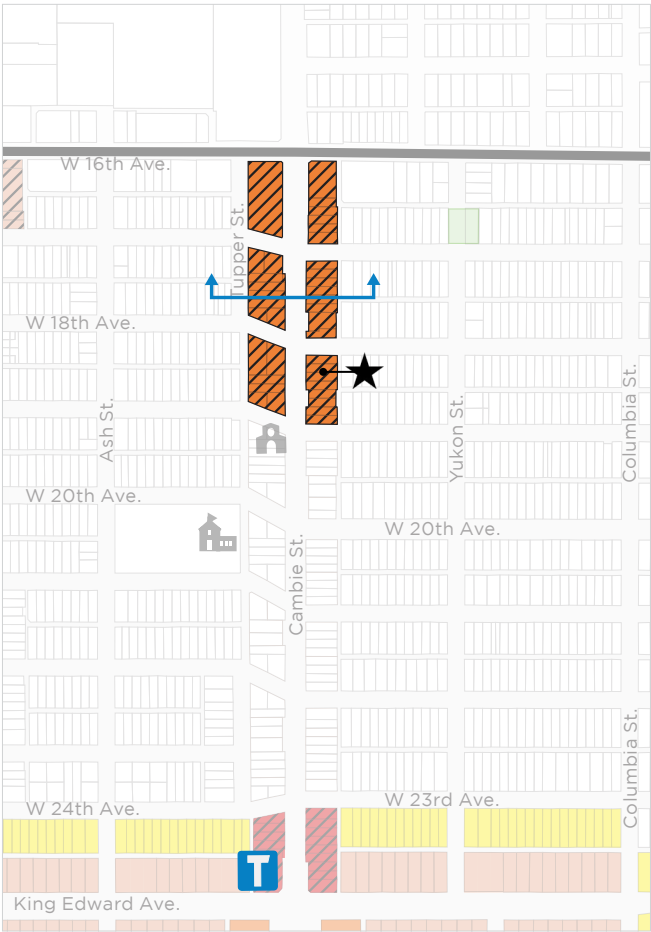 W 16th Ave.
Tupper St.
W 18th Ave.
Ash St.
Yukon St.
Columbia St.
W 20th Ave.
W 20th Ave.
Cambie St.
Columbia St.
W 23rd Ave.
W 24th Ave.
T
King Edward Ave.